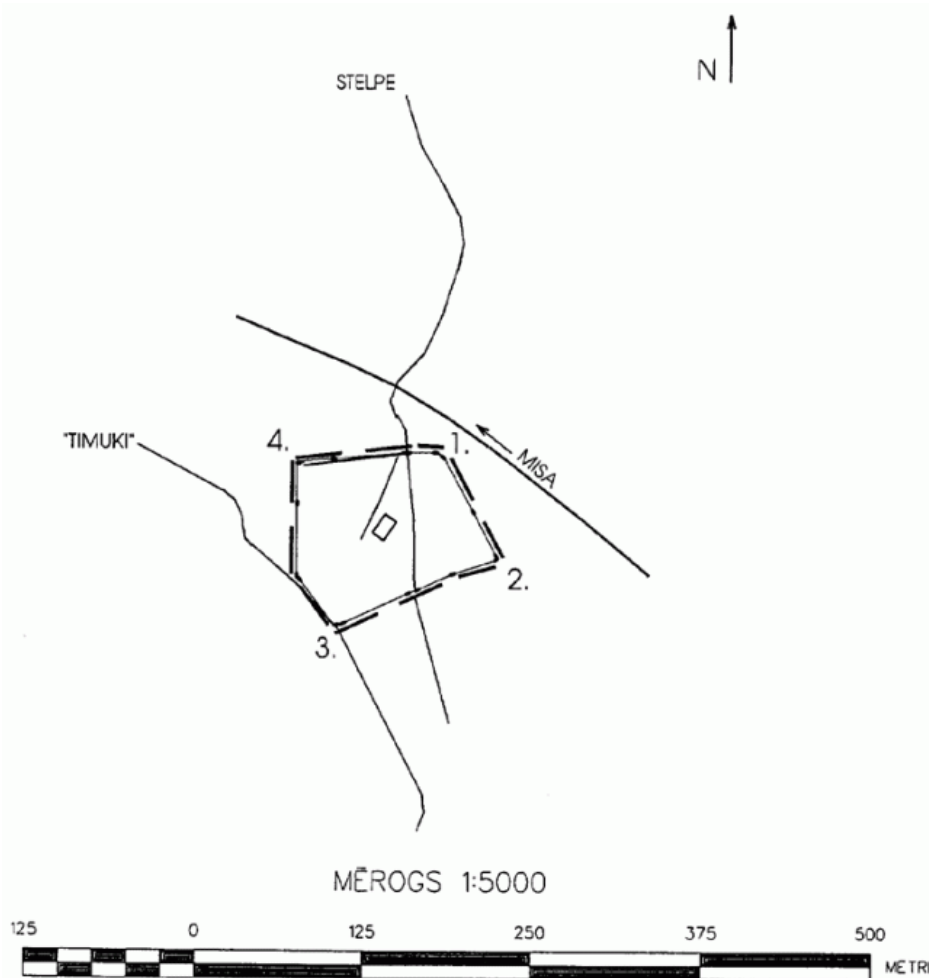 N
STELPE
"TIMUKI"
4.
1.
MISA
2.
3.
MĒROGS 1:5000
125 0 125 250 375 500
METRI